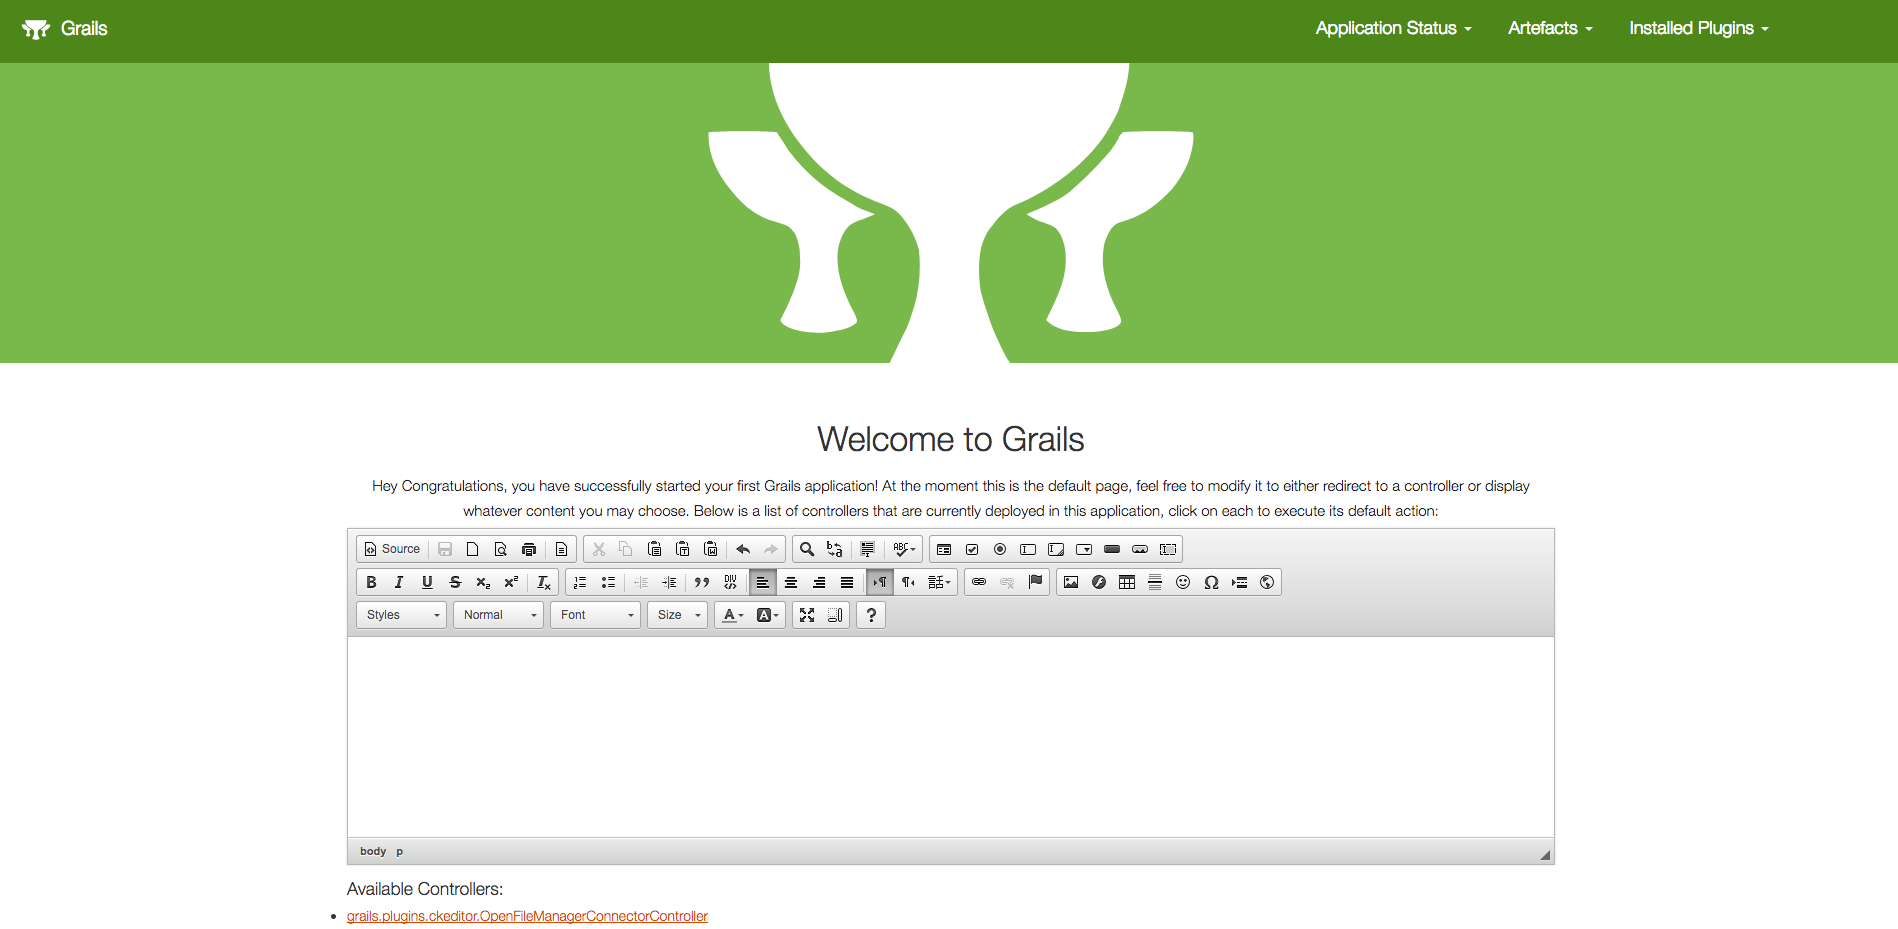 Grails
Application Status
Artefacts
Installed Plugins
Welcome to Grails
Hey Congratulations, you have successfully started your first Grails application! At the moment this is the default page, feel free to modify it to either redirect to a controller or display
whatever content you may choose. Below is a list of controllers that are currently deployed in this application, click on each to execute its default action:
Source
Styles
Normal
Font
Size
body p
Available Controllers:
grails.plugins.ckeditor.OpenFileManagerConnectorController